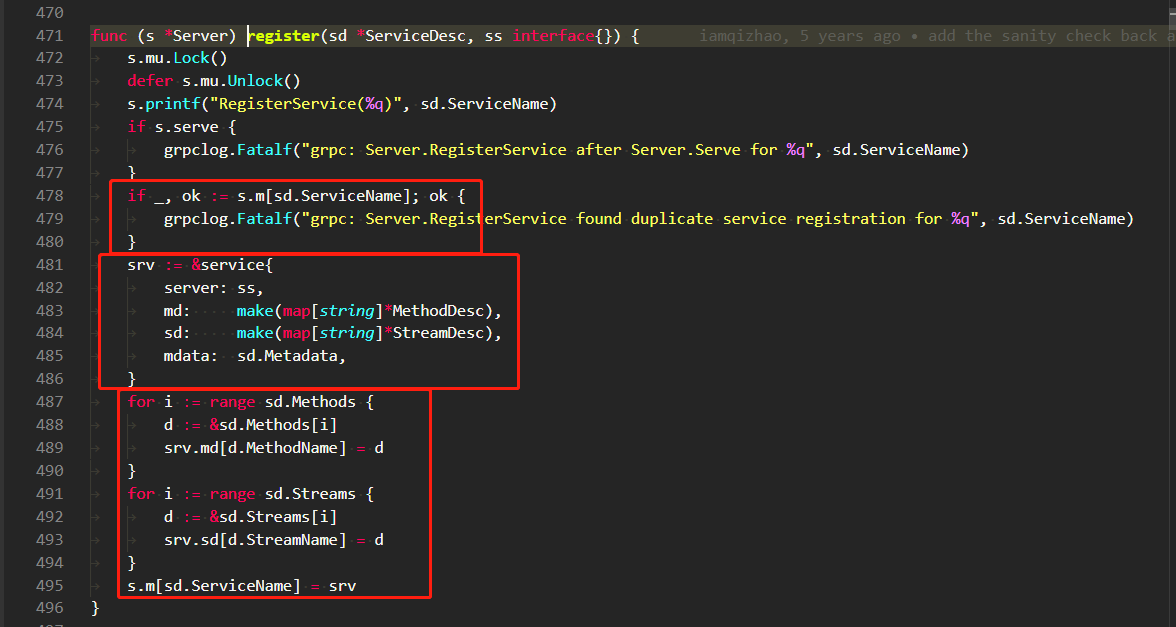 470
471 func (s *Server) register(sd *ServiceDesc, ss interface{}) { iamqizhao, 5 years ago • add the sanity check back a
472 s.mu.Lock()
473 defer s.mu.Unlock()
474 s.printf("RegisterService(%q)", sd.ServiceName)
475 if s.serve {
476 grpclog.Fatalf("grpc: Server.RegisterService after Server.Serve for %q", sd.ServiceName)
477 }
478 if _, ok := s.m[sd.ServiceName]; ok {
479 grpclog.Fatalf("grpc: Server.RegisterService found duplicate service registration for %q", sd.ServiceName)
480 }
481 srv := &service{
482 server: ss,
483 md: make(map[string]*MethodDesc),
484 sd: make(map[string]*StreamDesc),
485 mdata: sd.Metadata,
486 }
487 for i := range sd.Methods {
488 d := &sd.Methods[i]
489 srv.md[d.MethodName] = d
490 }
491 for i := range sd.Streams {
492 d := &sd.Streams[i]
493 srv.sd[d.StreamName] = d
494 }
495 s.m[sd.ServiceName] = srv
496 }